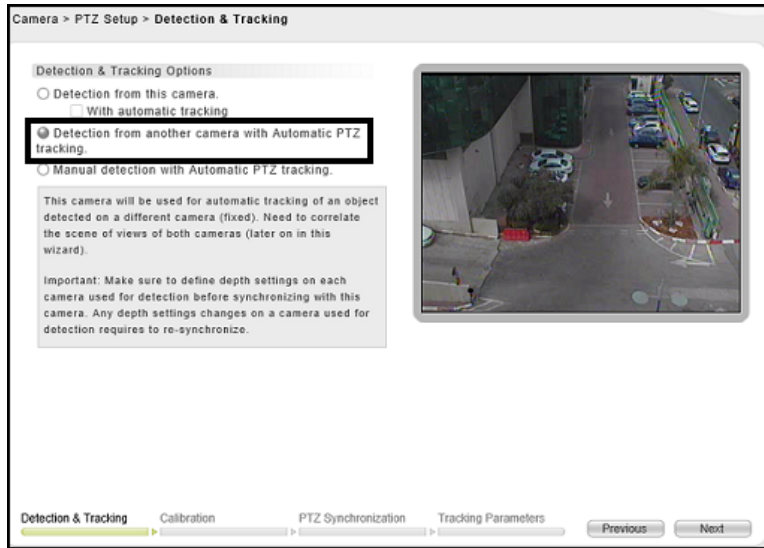 Camera > PTZ Setup > Detection & Tracking
Detection & Tracking Options
Detection from this camera.
With automatic tracking
Detection from another camera with Automatic PTZ
tracking.
Manual detection with Automatic PTZ tracking.
This camera will be used for automatic tracking of an object
detected on a different camera (fixed). Need to correlate
the scene of views of both cameras (later on in this
wizard).
Important: Make sure to define depth settings on each
camera used for detection before synchronizing with this
camera. Any depth settings changes on a camera used for
detection requires to re-synchronize.
Detection & Tracking
Calibration
PTZ Synchronization
Tracking Parameters
Previous
Next